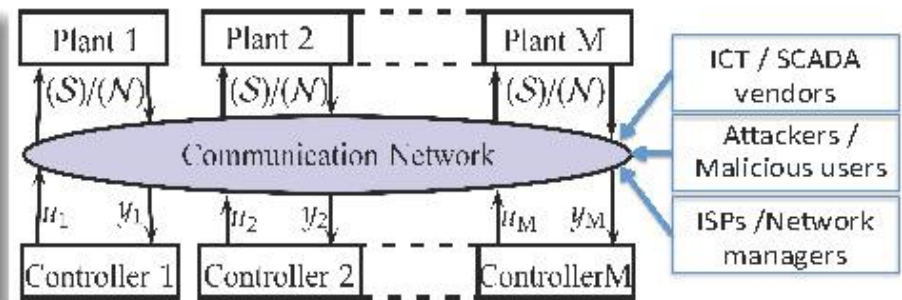 Plant 1
Plant 2
Plant M
(S)/(N)
(S)/(N)
(S)/(N)
ICT / SCADA
vendors
Communication Network
Attackers /
Malicious users
u1
y1
u2
y2
uM
yM
ISPs /Network
managers
Controller 1
Controller 2
ControllerM